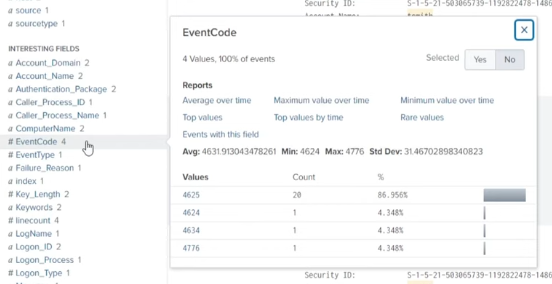 a source 1
a sourcetype 1
INTERESTING FIELDS
a Account_Domain 2
a Account_Name 2
a Authentication_Package 2
a Caller_Process_ID 1
a Caller_Process_Name 1
a ComputerName 2
# EventCode 4
# EventType 1
a Failure_Reason 1
a index 1
# Key_Length 2
a Keywords 2
# linecount 4
a LogName 1
a Logon_ID 2
a Logon_Process 1
# Logon_Type 1
Security ID: S-1-5-21-503065739-1192822478-1486
EventCode
X
4 Values, 100% of events
Selected Yes No
Reports
Average over time Maximum value over time Minimum value over time
Top values Top values by time Rare values
Events with this field
Avg: 4631.913043478261 Min: 4624 Max: 4776 Std Dev: 31.46702898340823
Values Count %
4625 20 86.956%
4624 1 4.348%
4634 1 4.348%
4776 1 4.348%
Security ID: S-1-5-21-503065739-1192822478-1486